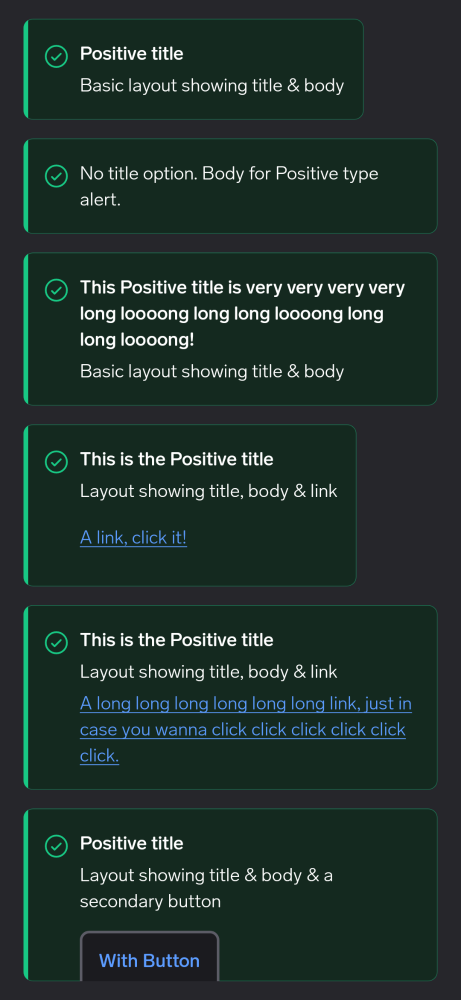 Positive title
Basic layout showing title & body
No title option. Body for Positive type
alert.
This Positive title is very very very very
long loooong long long loooong long
long loooong!
Basic layout showing title & body
This is the Positive title
Layout showing title, body & link
A link, click it!
This is the Positive title
Layout showing title, body & link
A long long long long long long link, just in
case you wanna click click click click click
click.
Positive title
Layout showing title & body & a
secondary button
With Button